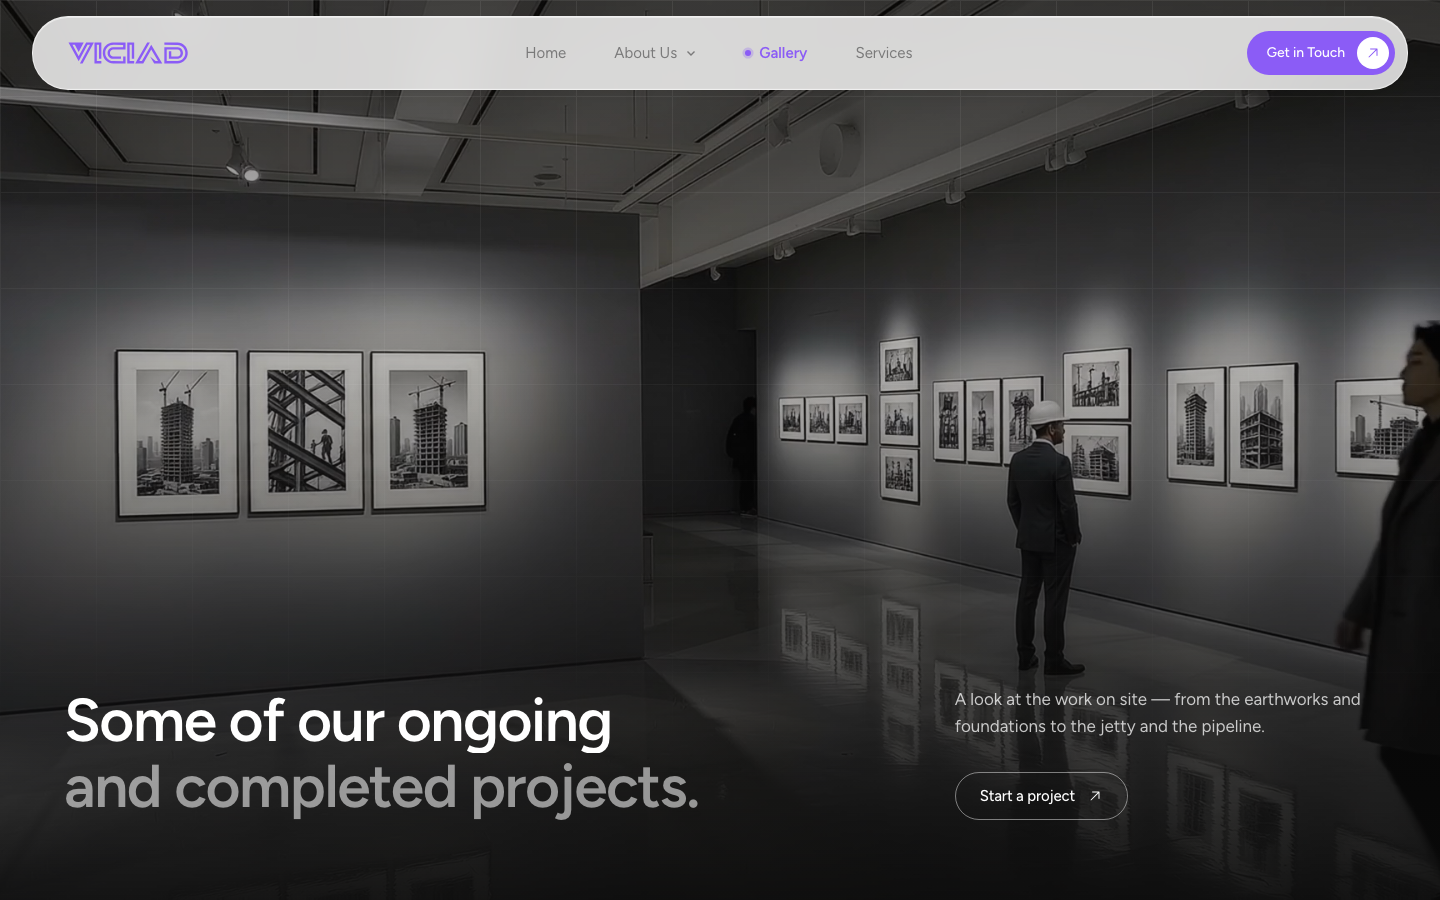 VICIAD
Home
About Us
Gallery
Services
Get in Touch
Some of our ongoing
and completed projects.
A look at the work on site — from the earthworks and
foundations to the jetty and the pipeline.
Start a project